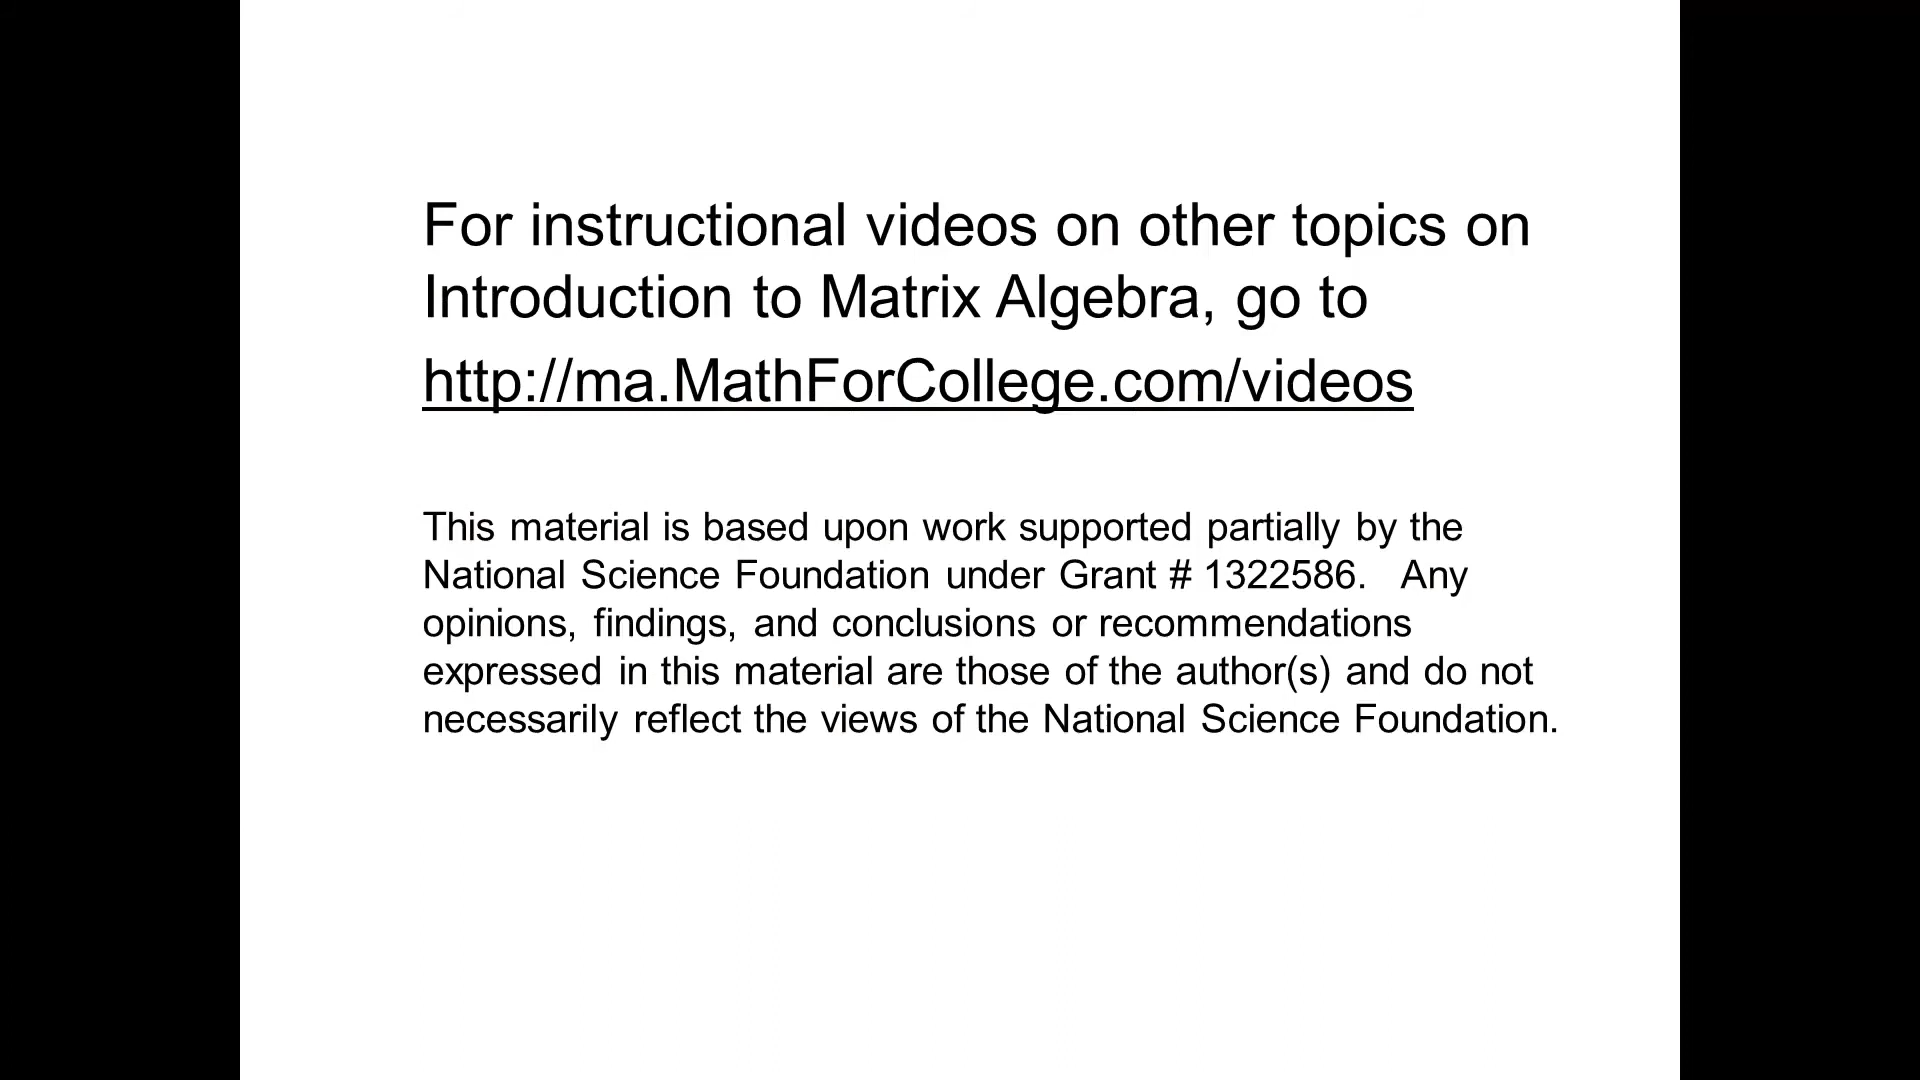 For instructional videos on other topics on
Introduction to Matrix Algebra, go to
http://ma.MathForCollege.com/videos
This material is based upon work supported partially by the
National Science Foundation under Grant # 1322586.   Any
opinions, findings, and conclusions or recommendations
expressed in this material are those of the author(s) and do not
necessarily reflect the views of the National Science Foundation.